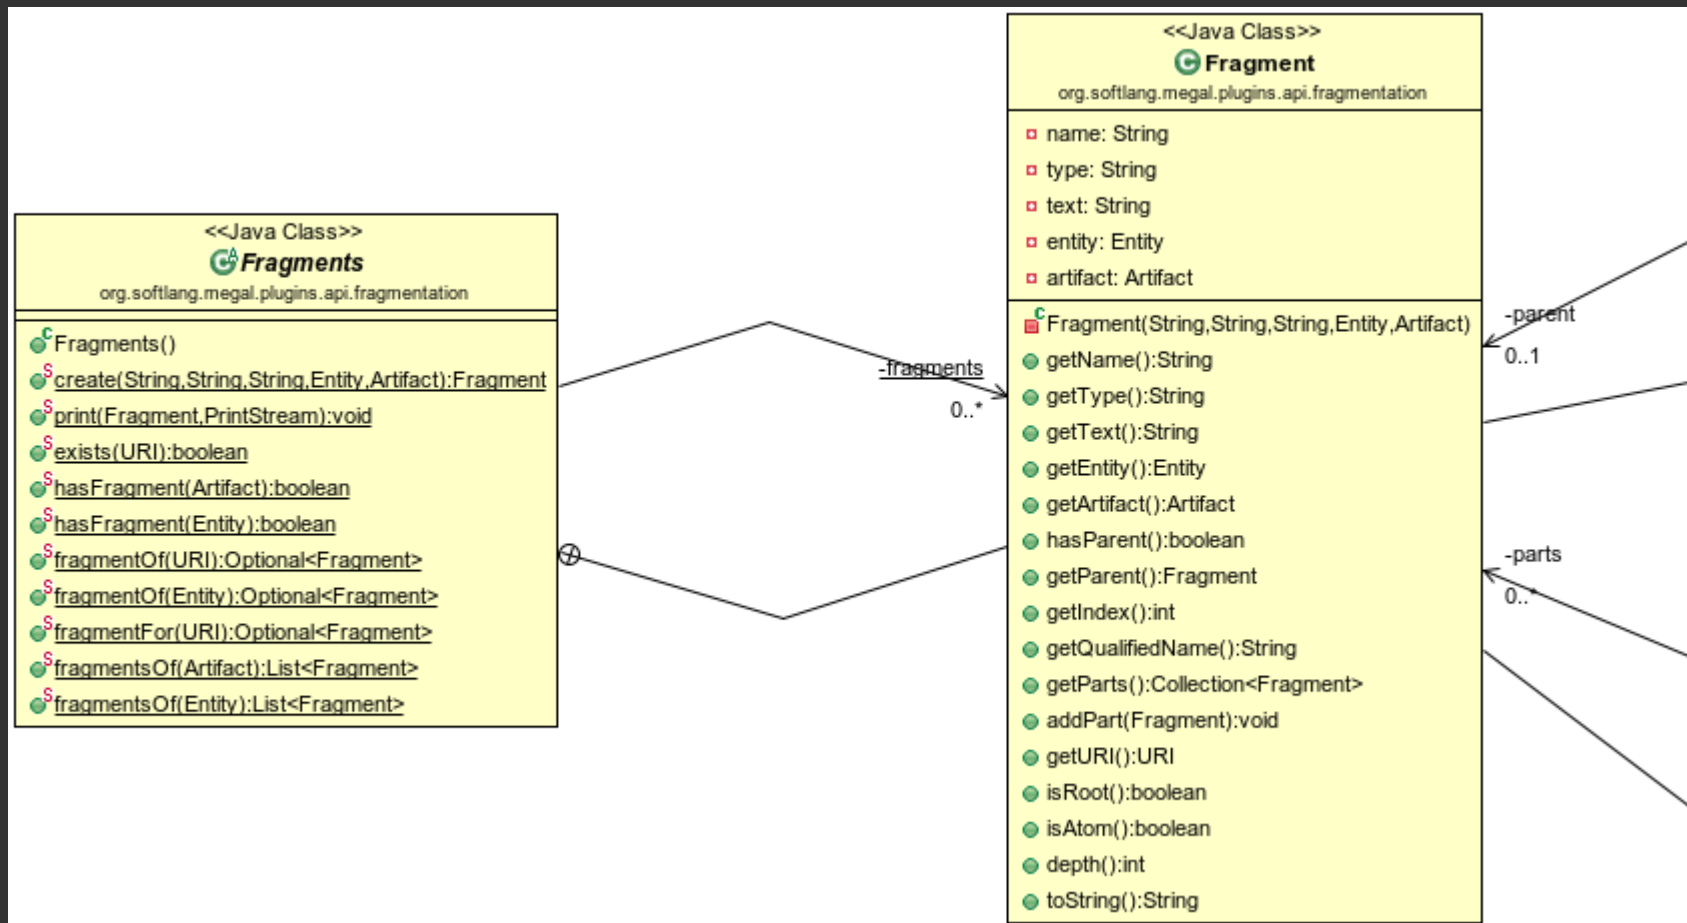 <<Java Class>>
Fragments
org.softlang.megal.plugins.api.fragmentation
Fragments()
create(String,String,String,Entity,Artifact):Fragment
print(Fragment,PrintStream):void
exists(URI):boolean
hasFragment(Artifact):boolean
hasFragment(Entity):boolean
fragmentOf(URI):Optional<Fragment>
fragmentOf(Entity):Optional<Fragment>
fragmentFor(URI):Optional<Fragment>
fragmentsOf(Artifact):List<Fragment>
fragmentsOf(Entity):List<Fragment>
-fragments
0..*
<<Java Class>>
Fragment
org.softlang.megal.plugins.api.fragmentation
name: String
type: String
text: String
entity: Entity
artifact: Artifact
Fragment(String,String,String,Entity,Artifact)
getName():String
getType():String
getText():String
getEntity():Entity
getArtifact():Artifact
hasParent():boolean
getParent():Fragment
getIndex():int
getQualifiedName():String
getParts():Collection<Fragment>
addPart(Fragment):void
getURI():URI
isRoot():boolean
isAtom():boolean
depth():int
toString():String
-parent
0..1
-parts
0..*